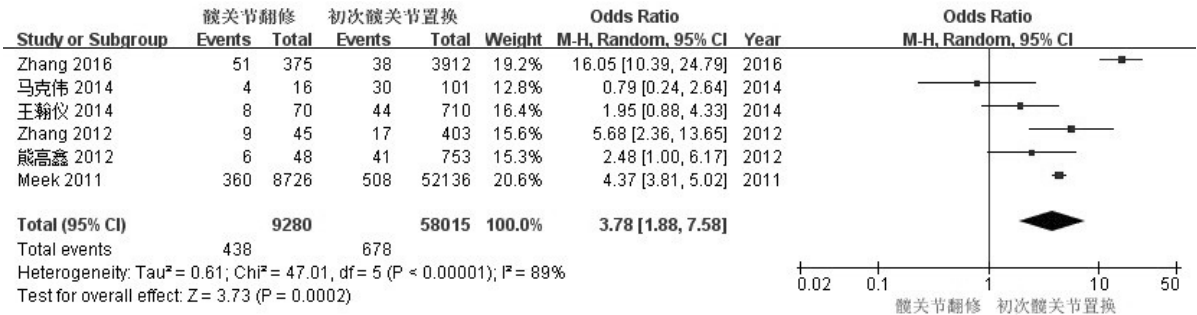 髋关节翻修 初次髋关节置换 Odds Ratio Odds Ratio
Study or Subgroup Events Total Events Total Weight M-H, Random, 95% CI Year M-H, Random, 95% CI
Zhang 2016 51 375 38 3912 19.2% 16.05 [10.39, 24.79] 2016
马克伟 2014 4 16 30 101 12.8% 0.79 [0.24, 2.64] 2014
王翰仪 2014 8 70 44 710 16.4% 1.95 [0.88, 4.33] 2014
Zhang 2012 9 45 17 403 15.6% 5.68 [2.36, 13.65] 2012
熊高鑫 2012 6 48 41 753 15.3% 2.48 [1.00, 6.17] 2012
Meek 2011 360 8726 508 52136 20.6% 4.37 [3.81, 5.02] 2011
Total (95% CI) 9280 58015 100.0% 3.78 [1.88, 7.58]
Total events 438 678
Heterogeneity: Tau² = 0.61; Chi² = 47.01, df = 5 (P < 0.00001); I² = 89%
Test for overall effect: Z = 3.73 (P = 0.0002)
0.02 0.1 1 10 50
髋关节翻修 初次髋关节置换